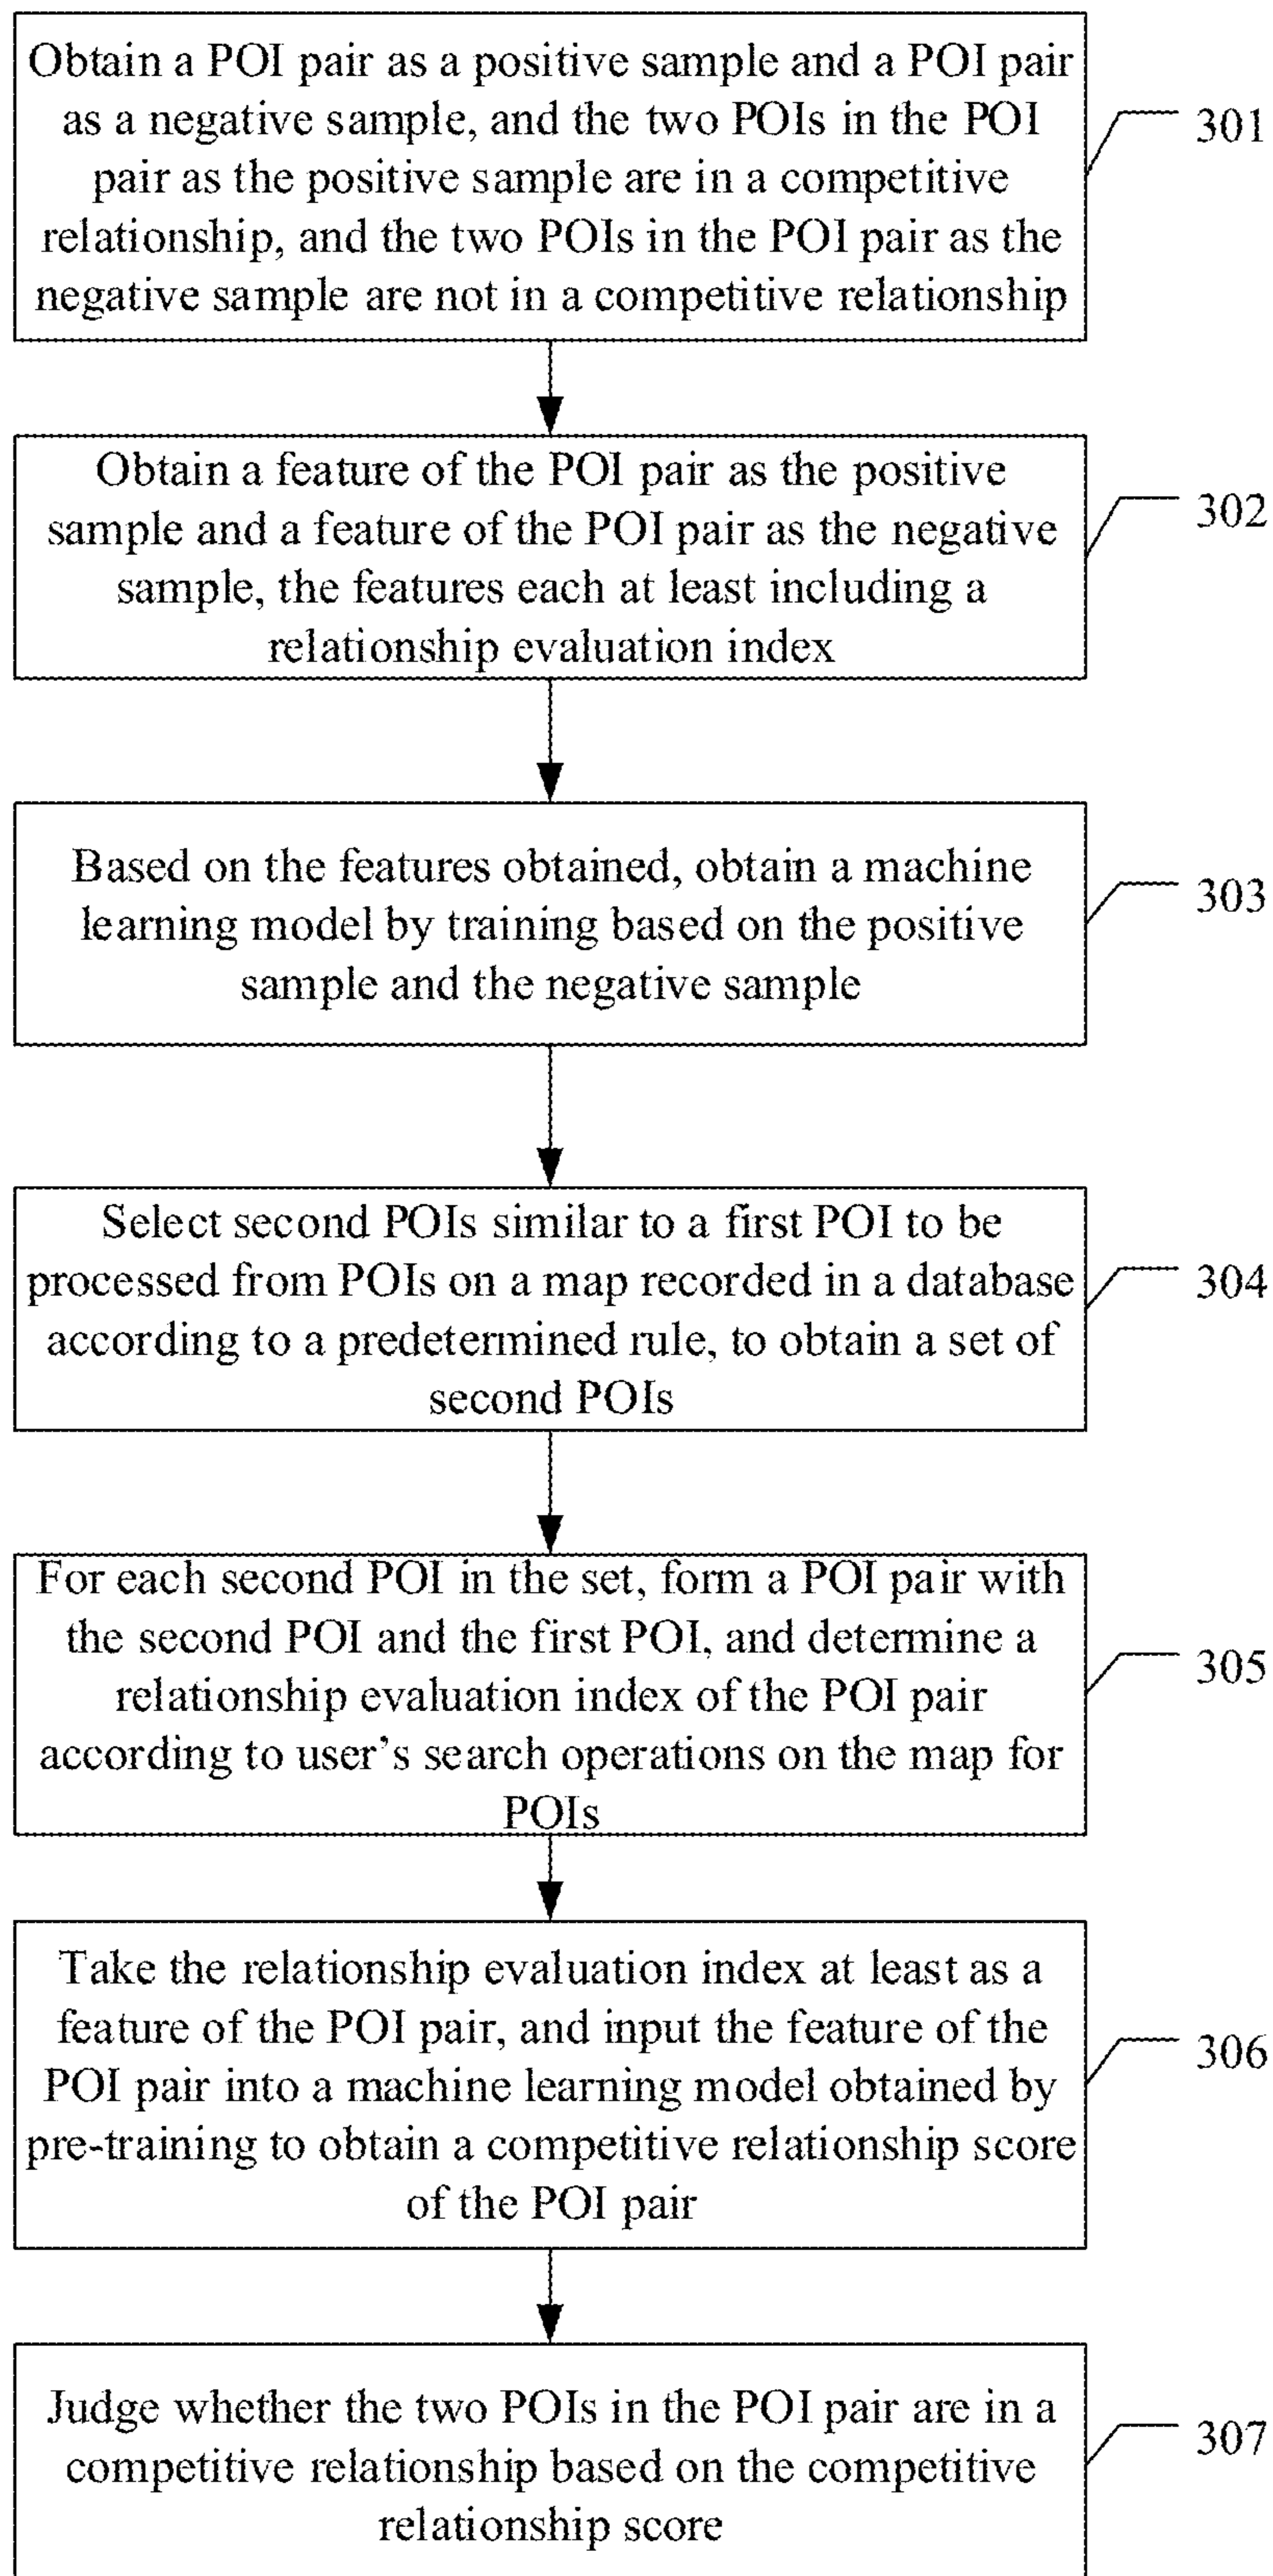 Obtain a POI pair as a positive sample and a POI pair
as a negative sample, and the two POIs in the POI
pair as the positive sample are in a competitive
relationship, and the two POIs in the POI pair as the
negative sample are not in a competitive relationship
301
Obtain a feature of the POI pair as the positive
sample and a feature of the POI pair as the negative
sample, the features each at least including a
relationship evaluation index
302
Based on the features obtained, obtain a machine
learning model by training based on the positive
sample and the negative sample
303
Select second POIs similar to a first POI to be
processed from POIs on a map recorded in a database
according to a predetermined rule, to obtain a set of
second POIs
304
For each second POI in the set, form a POI pair with
the second POI and the first POI, and determine a
relationship evaluation index of the POI pair
according to user's search operations on the map for
POIs
305
Take the relationship evaluation index at least as a
feature of the POI pair, and input the feature of the
POI pair into a machine learning model obtained by
pre-training to obtain a competitive relationship score
of the POI pair
306
Judge whether the two POIs in the POI pair are in a
competitive relationship based on the competitive
relationship score
307